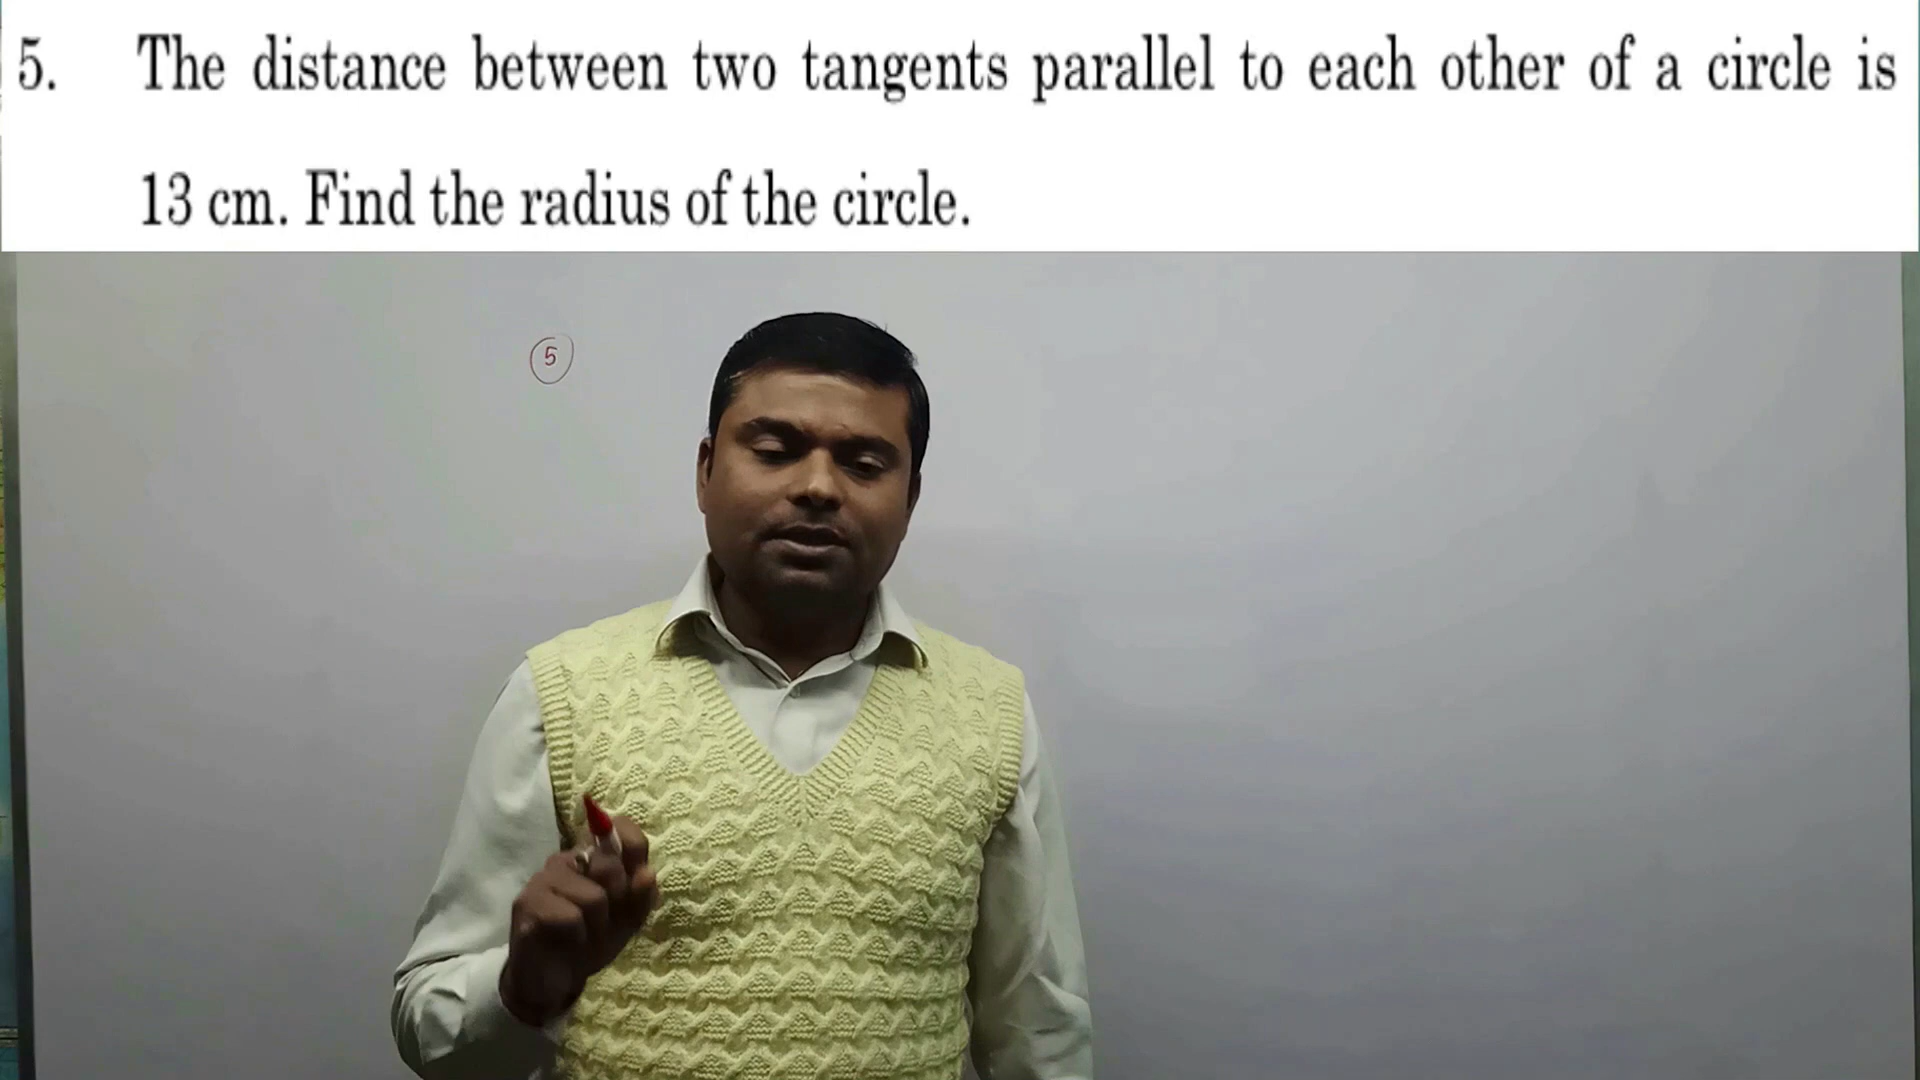 5. The distance between two tangents parallel to each other of a circle is
13 cm. Find the radius of the circle.
5